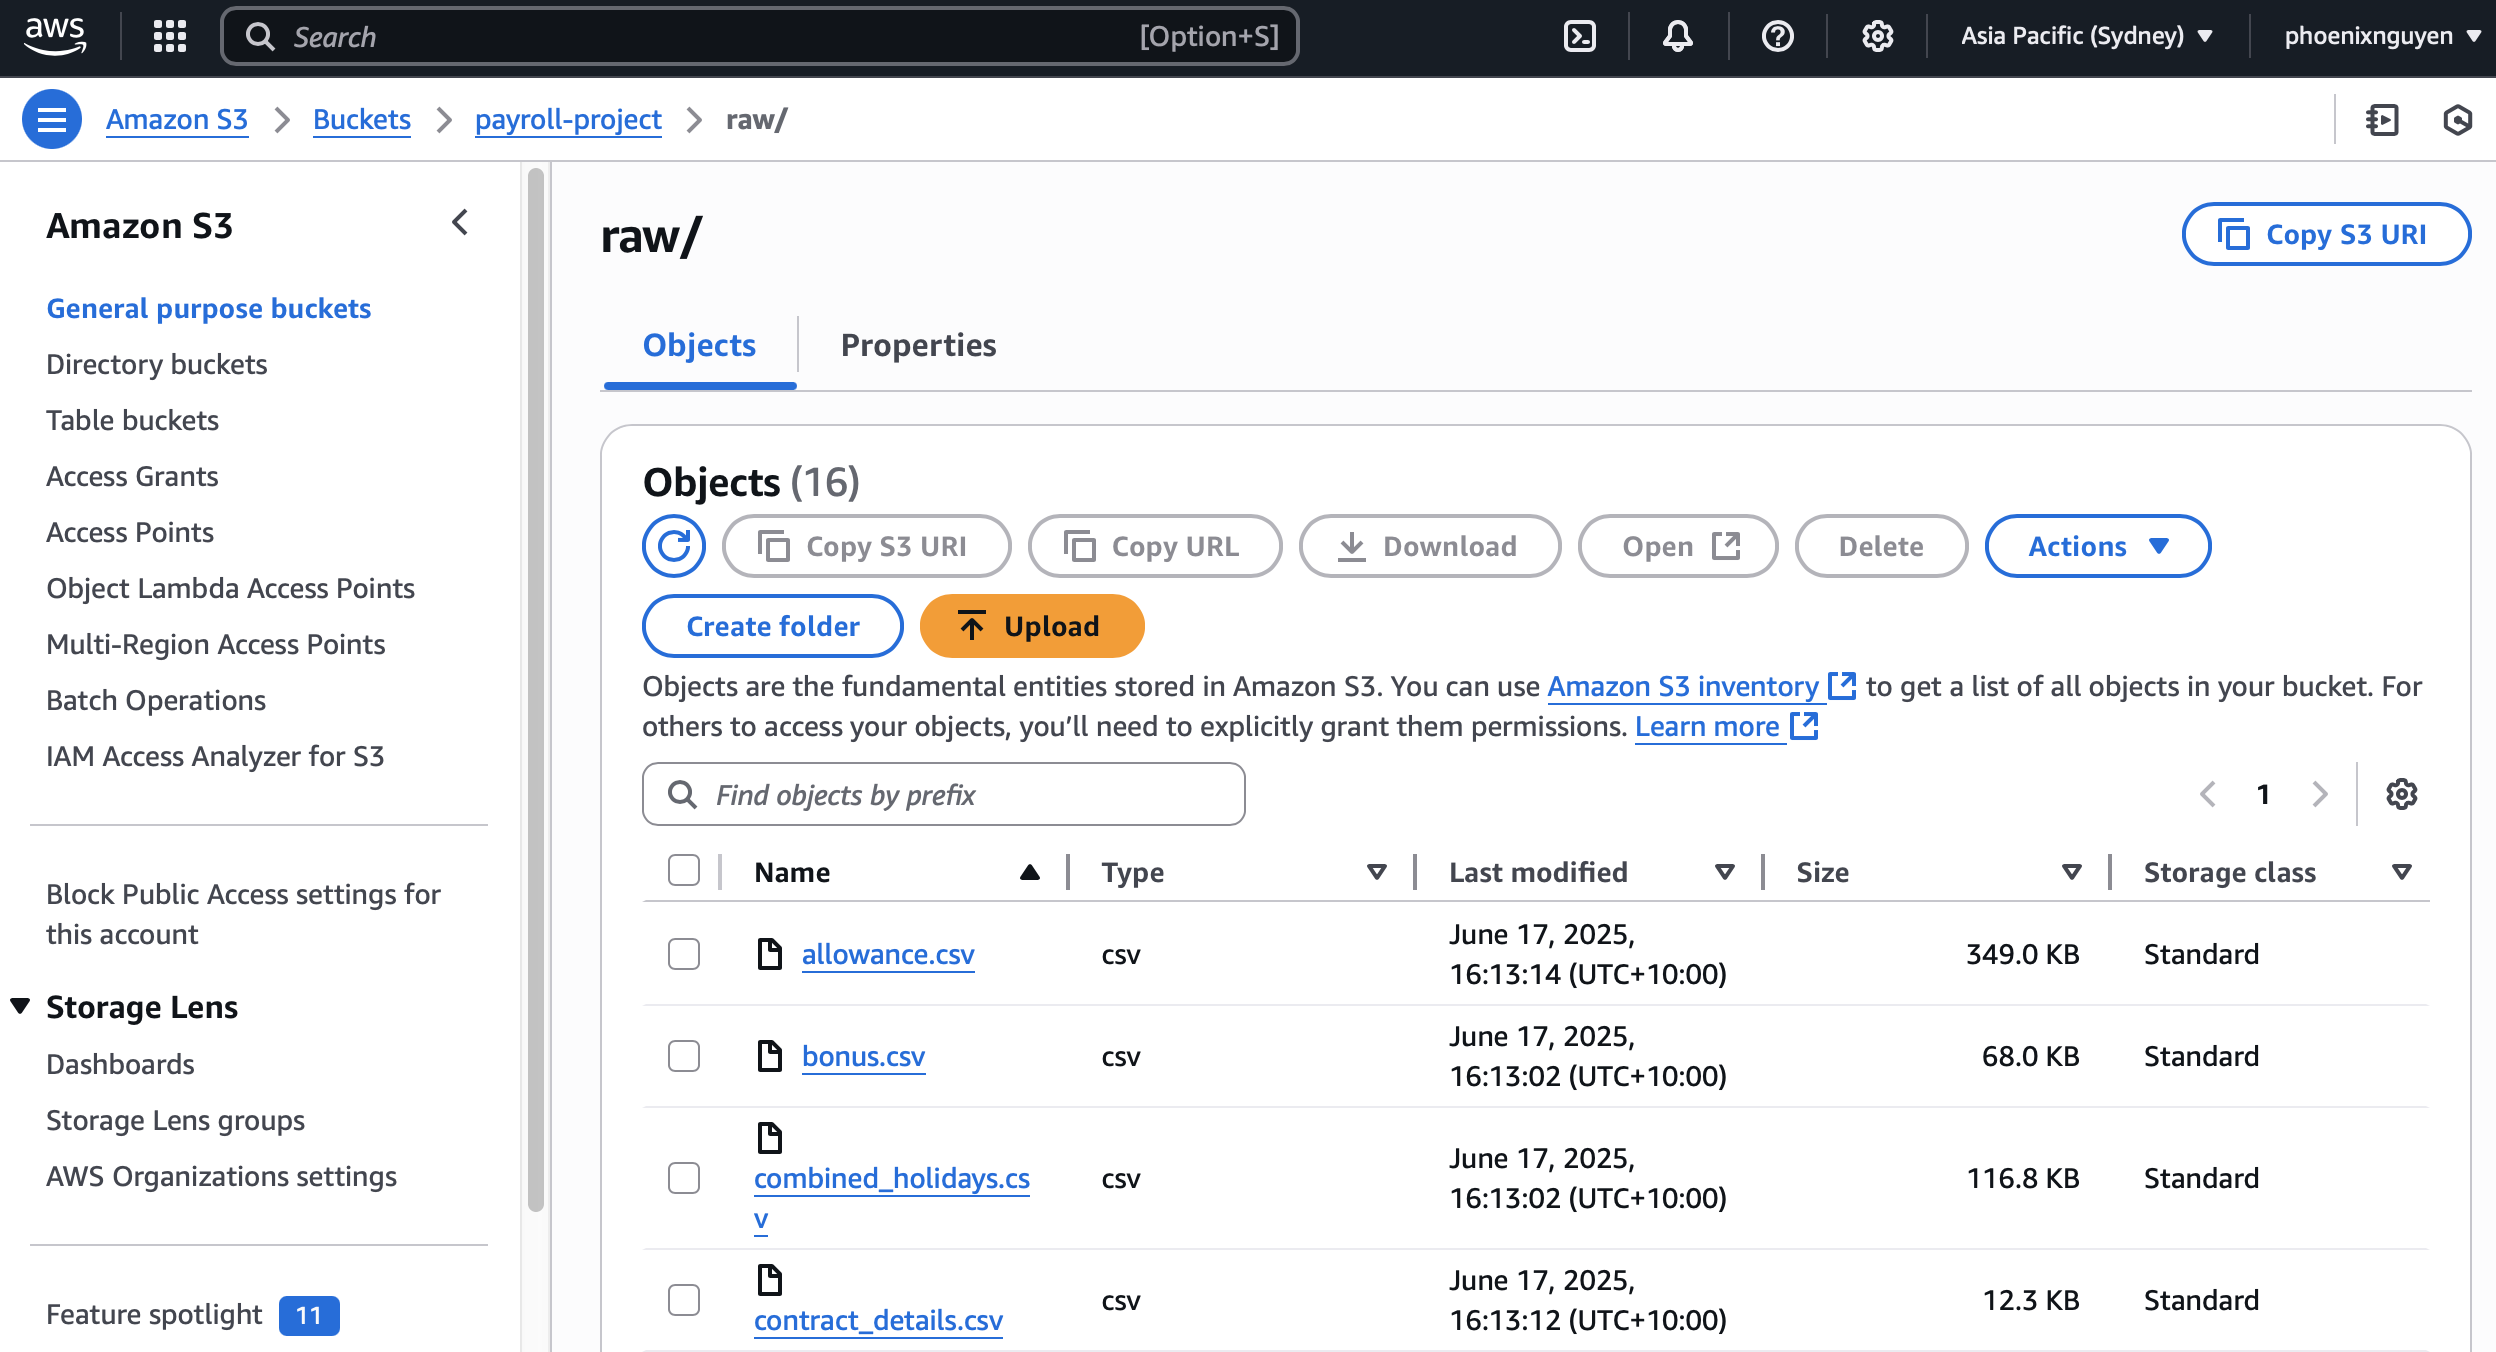 aws
Search
[Option+S]
Asia Pacific (Sydney)
phoenixnguyen
Amazon S3
Buckets
payroll-project
raw/
Amazon S3
General purpose buckets
Directory buckets
Table buckets
Access Grants
Access Points
Object Lambda Access Points
Multi-Region Access Points
Batch Operations
IAM Access Analyzer for S3
Block Public Access settings for
this account
Storage Lens
Dashboards
Storage Lens groups
AWS Organizations settings
Feature spotlight 11
raw/
Copy S3 URI
Objects
Properties
Objects (16)
Copy S3 URI
Copy URL
Download
Open
Delete
Actions
Create folder
Upload
Objects are the fundamental entities stored in Amazon S3. You can use Amazon S3 inventory to get a list of all objects in your bucket. For
others to access your objects, you’ll need to explicitly grant them permissions. Learn more
Find objects by prefix
1
Name
Type
Last modified
Size
Storage class
allowance.csv
csv
June 17, 2025,
16:13:14 (UTC+10:00)
349.0 KB
Standard
bonus.csv
csv
June 17, 2025,
16:13:02 (UTC+10:00)
68.0 KB
Standard
combined_holidays.cs
v
csv
June 17, 2025,
16:13:02 (UTC+10:00)
116.8 KB
Standard
contract_details.csv
csv
June 17, 2025,
16:13:12 (UTC+10:00)
12.3 KB
Standard